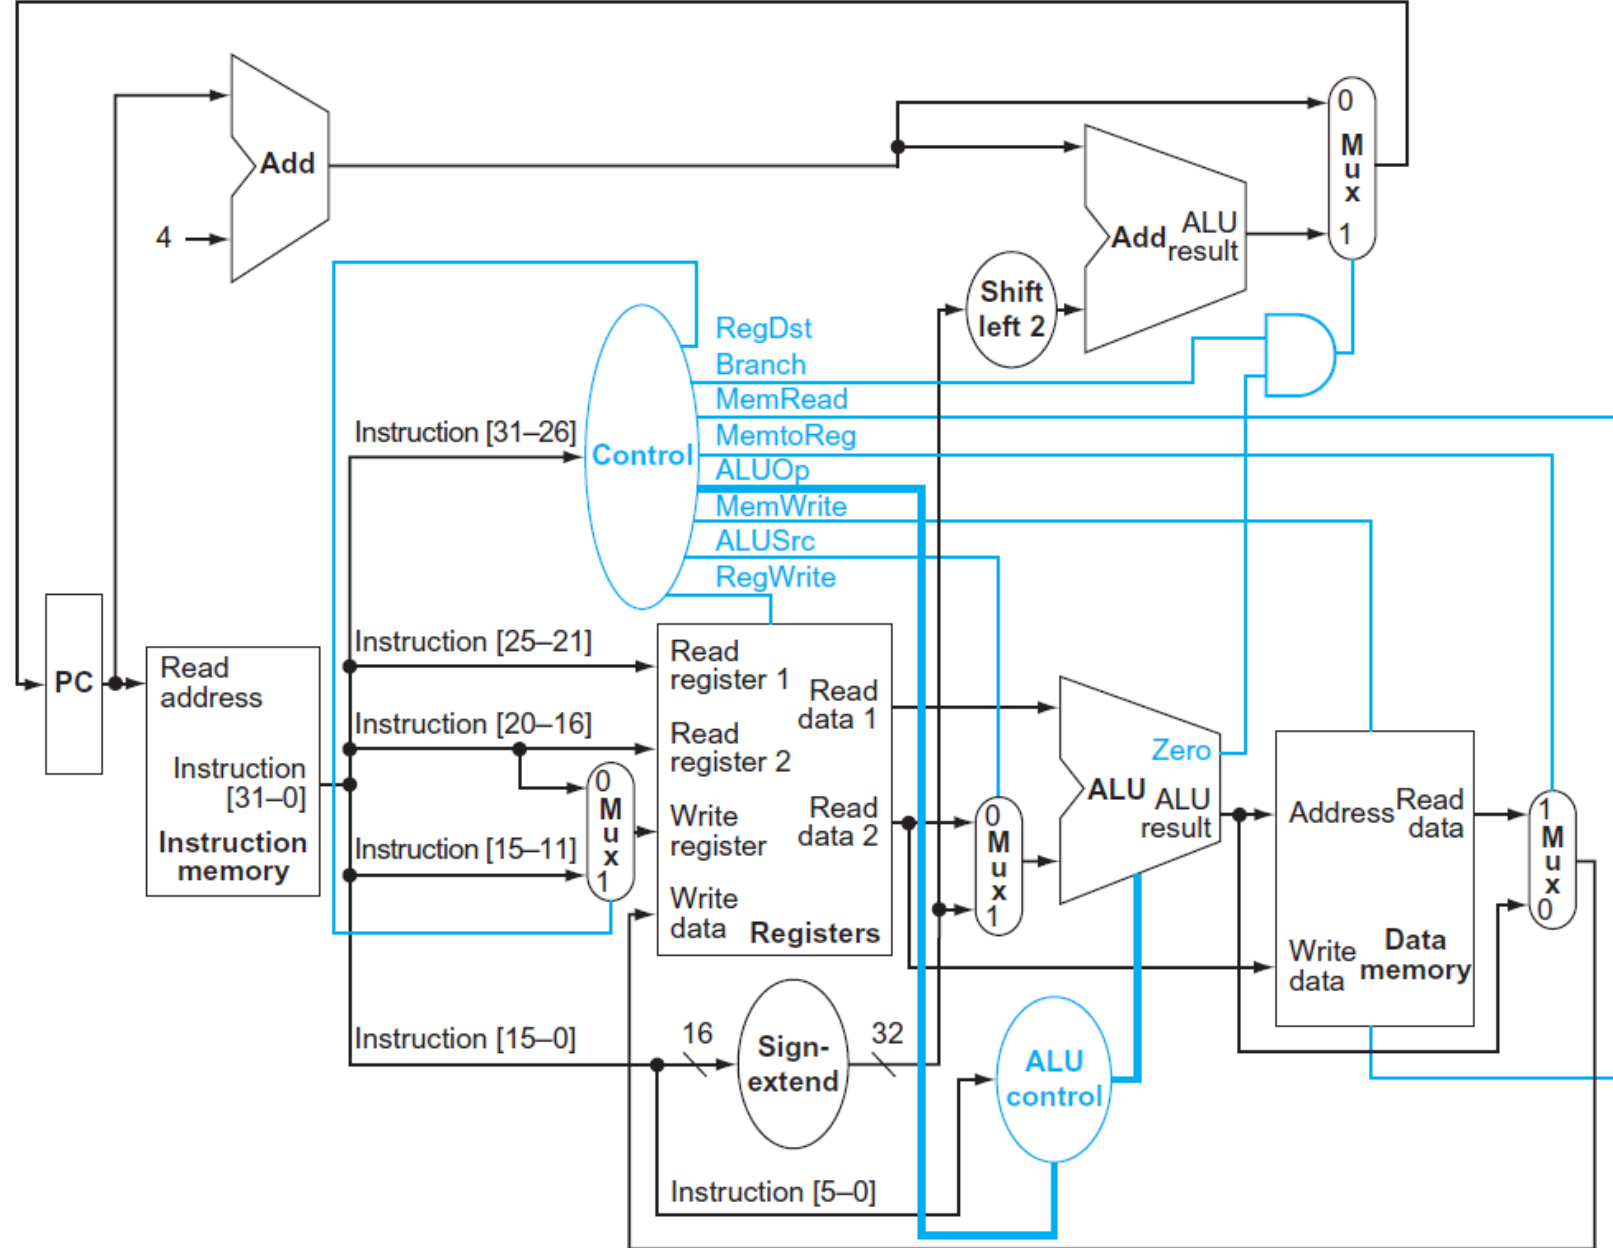 0
M
u
x
1
Add
4
Add
ALU
result
Shift
left 2
RegDst
Branch
MemRead
MemtoReg
ALUOp
MemWrite
ALUSrc
RegWrite
Control
Instruction [31–26]
Instruction [25–21]
Instruction [20–16]
Instruction [15–11]
Instruction [15–0]
Instruction [5–0]
PC
Read
address
Instruction
[31–0]
Instruction
memory
0
M
u
x
1
Read
register 1
Read
register 2
Write
register
Write
data
Read
data 1
Read
data 2
Registers
0
M
u
x
1
Zero
ALU
ALU
result
Address
Read
data
Write
data
Data
memory
1
M
u
x
0
16
Sign-
extend
32
ALU
control